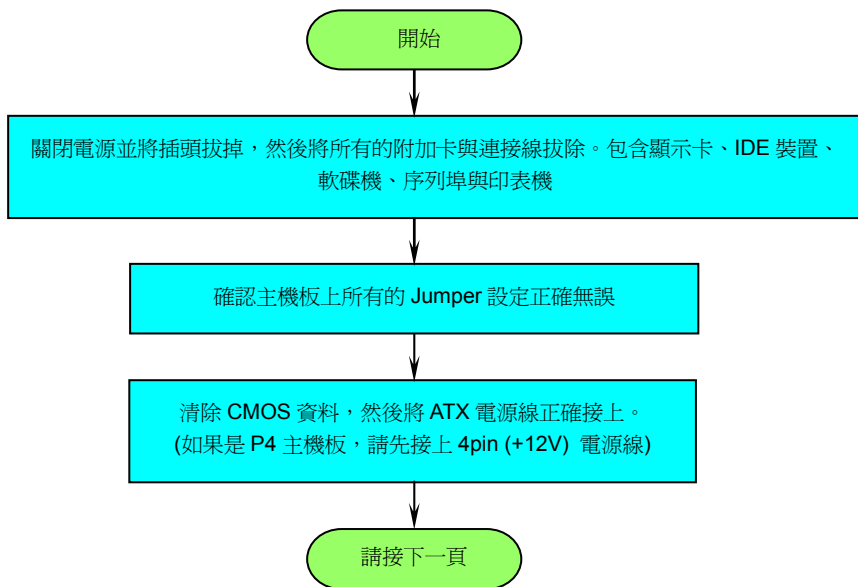 開始
關閉電源並將插頭拔掉，然後將所有的附加卡與連接線拔除。包含顯示卡、IDE 裝置、
軟碟機、序列埠與印表機
確認主機板上所有的 Jumper 設定正確無誤
清除 CMOS 資料，然後將 ATX 電源線正確接上。
(如果是 P4 主機板，請先接上 4pin (+12V) 電源線)
請接下一頁